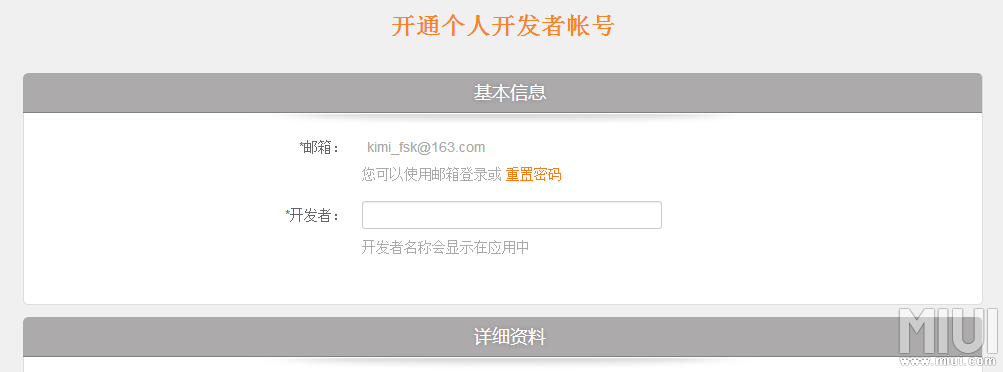 开通个人开发者帐号
基本信息
*邮箱： kimi_fsk@163.com
您可以使用邮箱登录或 重置密码
*开发者：
开发者名称会显示在应用中
详细资料
MIUI
www.miui.com